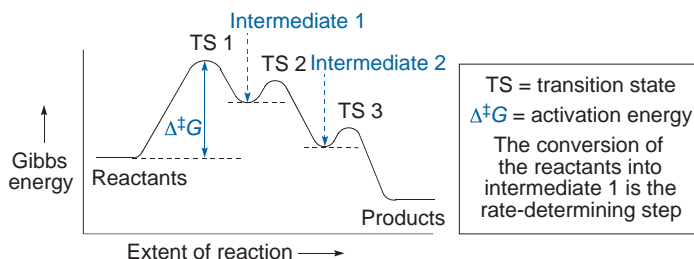 Intermediate 1
TS 1
TS 2
Intermediate 2
TS 3
Δ‡G
Gibbs
energy
Reactants
Products
Extent of reaction
TS = transition state
Δ‡G = activation energy
The conversion of
the reactants into
intermediate 1 is the
rate-determining step